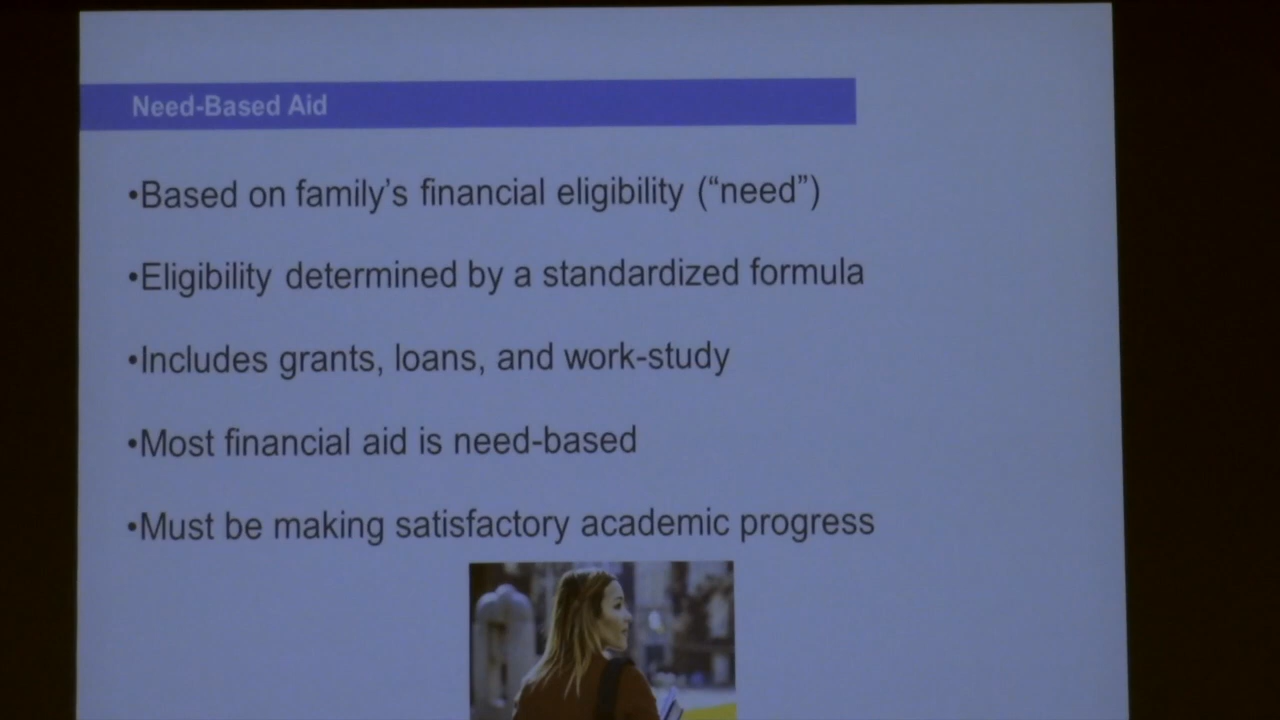 Need-Based Aid
•Based on family’s financial eligibility (“need”)
•Eligibility determined by a standardized formula
•Includes grants, loans, and work-study
•Most financial aid is need-based
•Must be making satisfactory academic progress